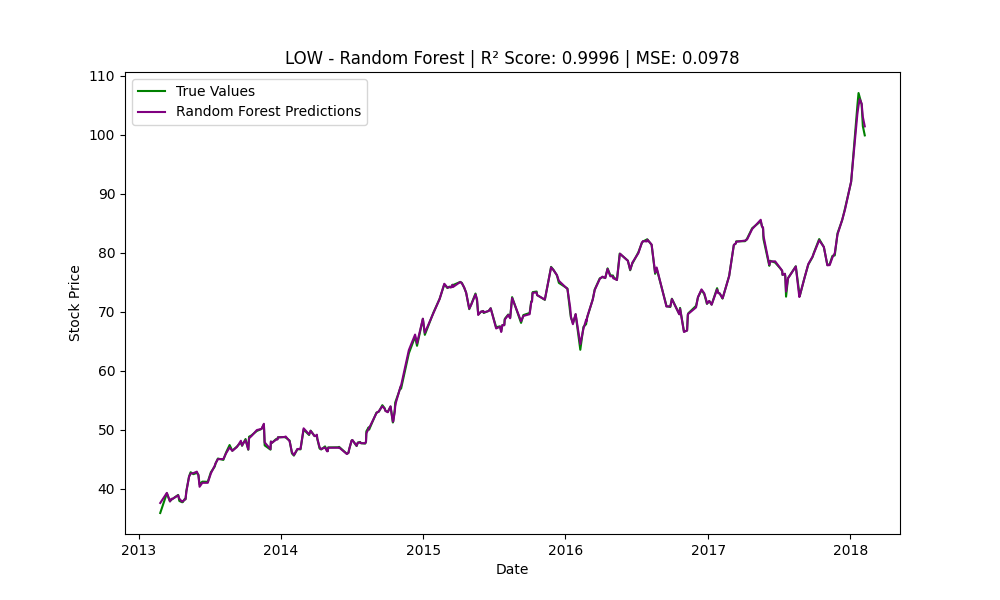 LOW - Random Forest | R² Score: 0.9996 | MSE: 0.0978
True Values
Random Forest Predictions
110
100
90
80
70
60
50
40
Stock Price
2013 2014 2015 2016 2017 2018
Date